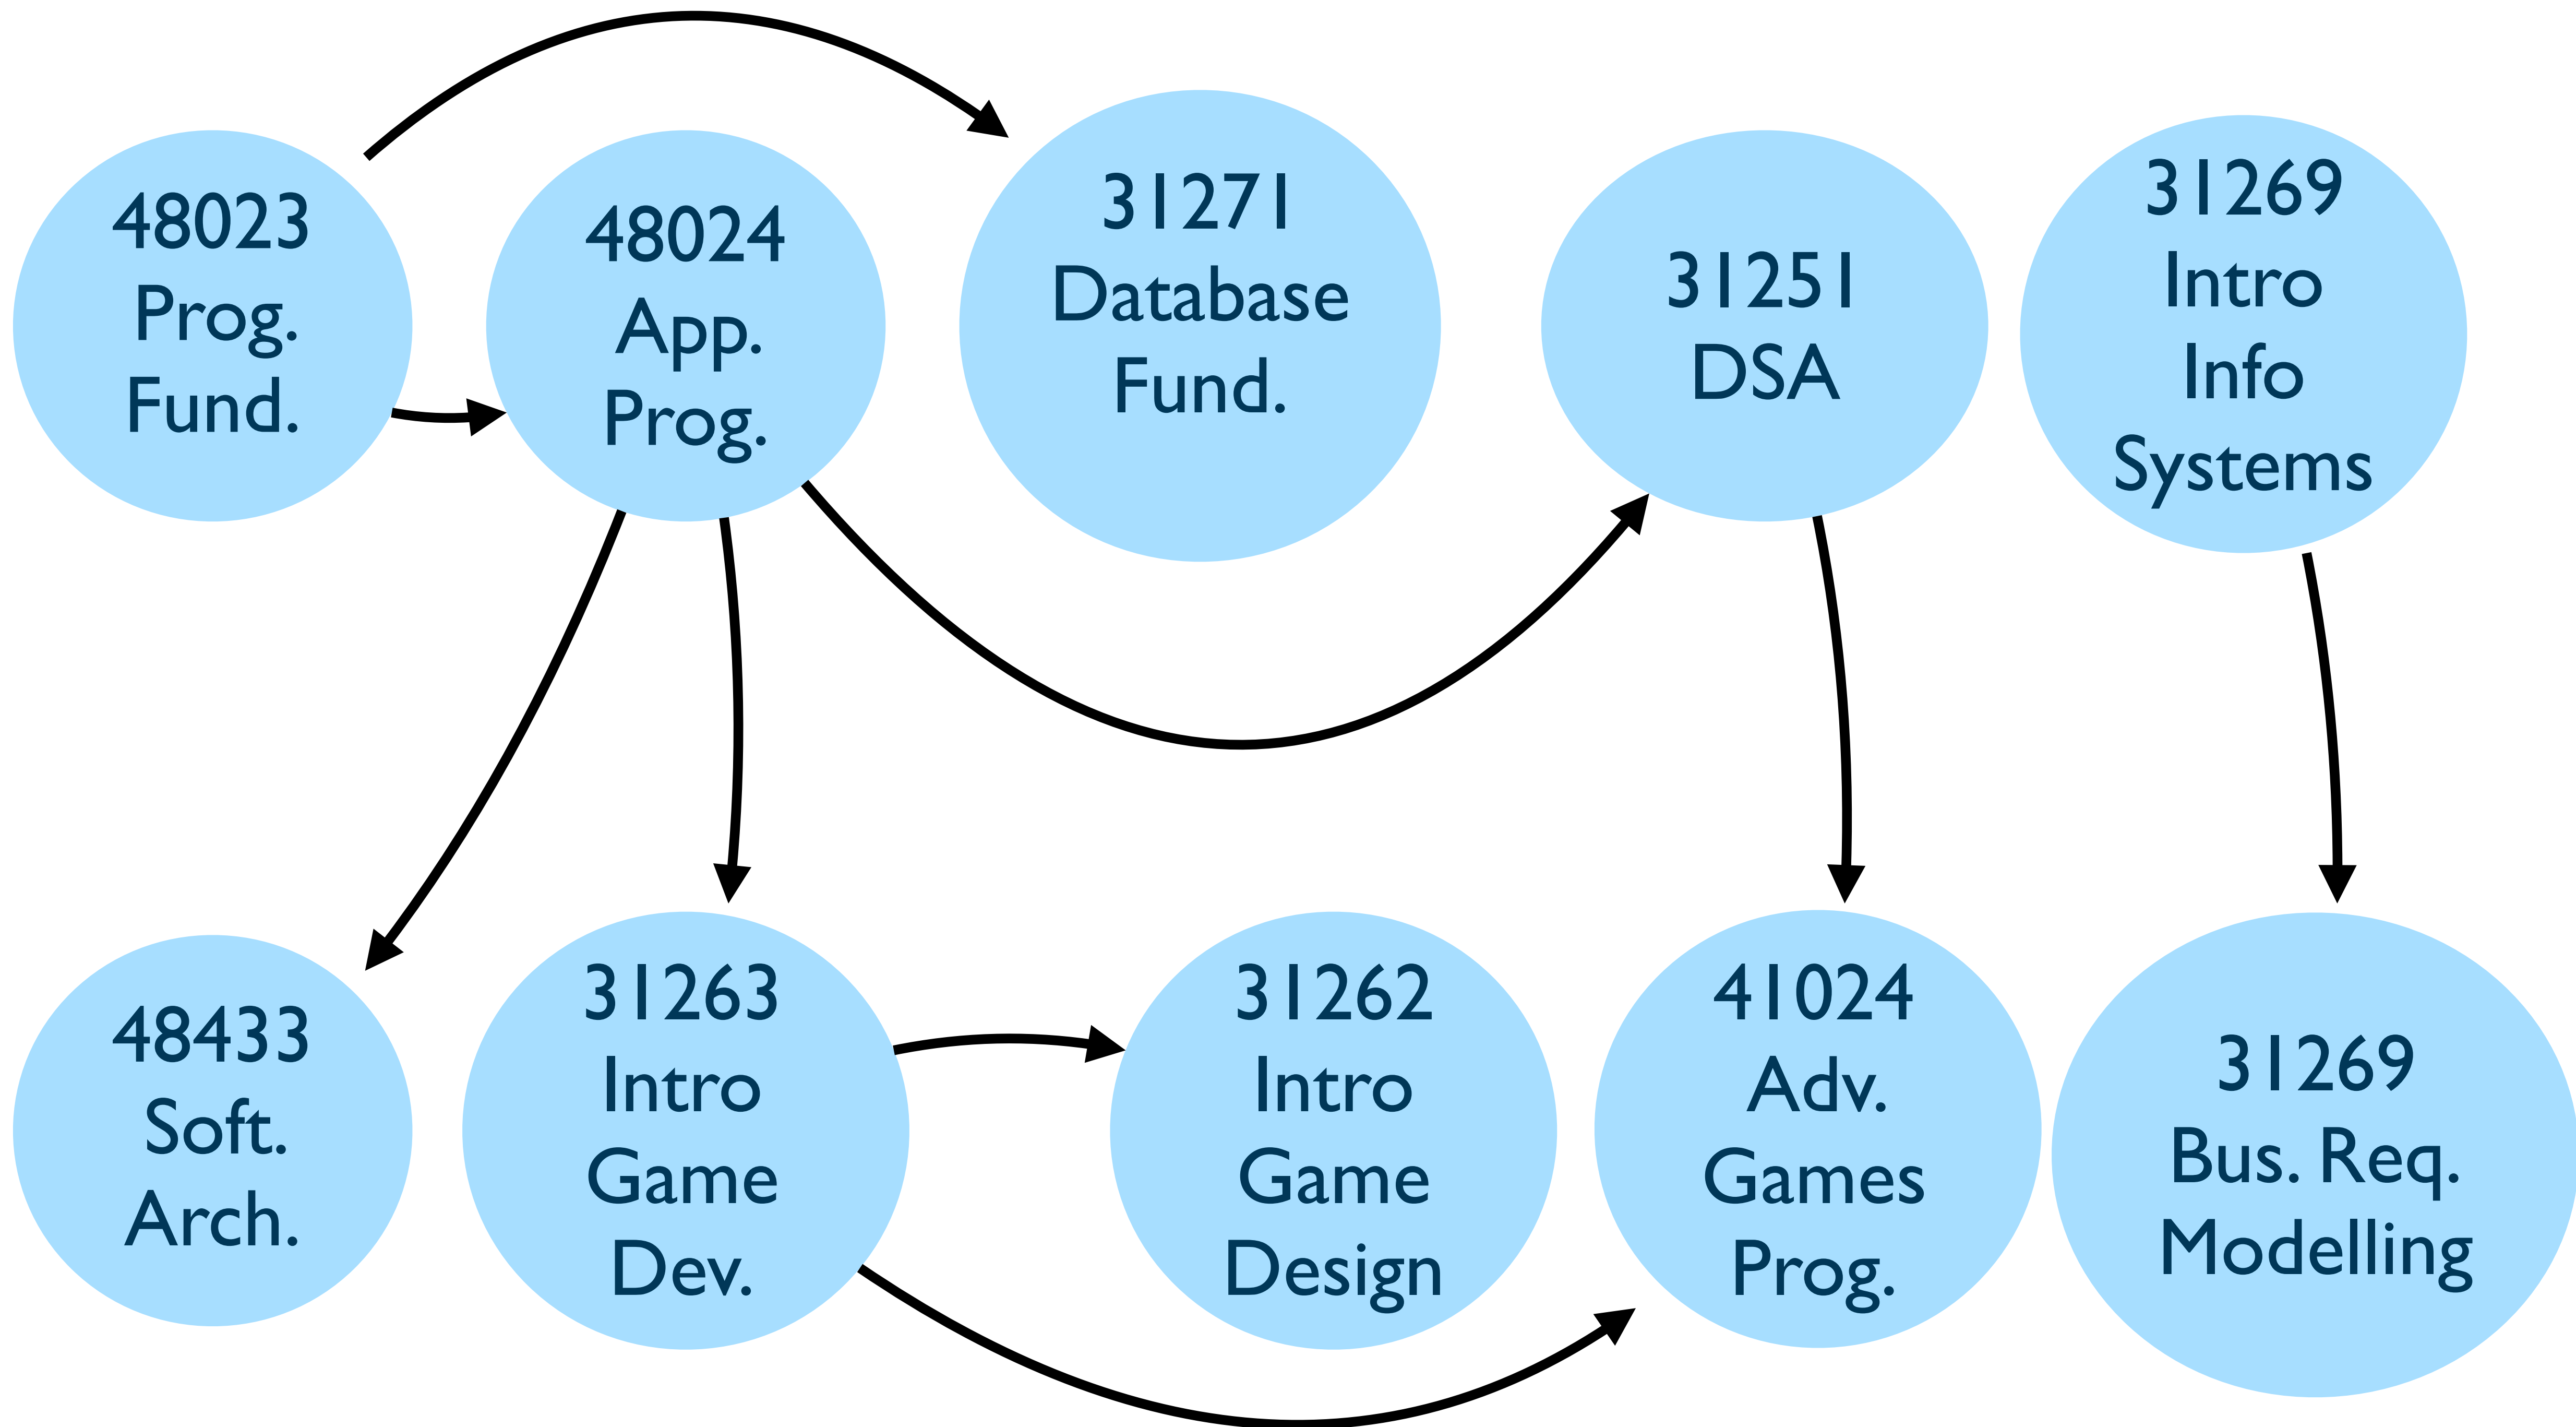 48023
Prog.
Fund.
48024
App.
Prog.
31271
Database
Fund.
31251
DSA
31269
Intro
Info
Systems
48433
Soft.
Arch.
31263
Intro
Game
Dev.
31262
Intro
Game
Design
41024
Adv.
Games
Prog.
31269
Bus. Req.
Modelling